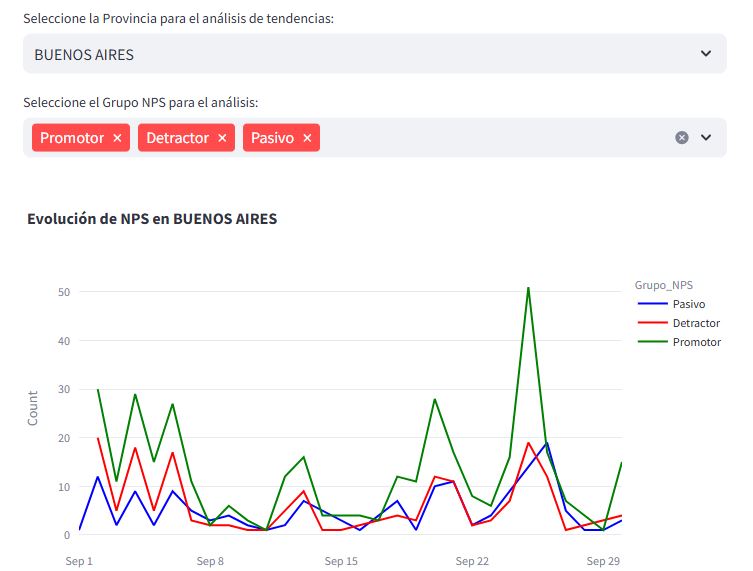 Seleccione la Provincia para el análisis de tendencias:
BUENOS AIRES
Seleccione el Grupo NPS para el análisis:
Promotor × Detractor × Pasivo ×
Evolución de NPS en BUENOS AIRES
Grupo_NPS
Pasivo
Detractor
Promotor
Count
50
40
30
20
10
0
Sep 1 Sep 8 Sep 15 Sep 22 Sep 29